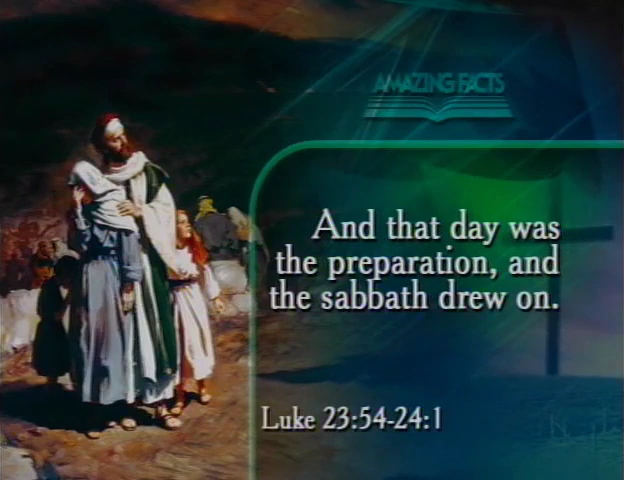 AMAZING FACTS
And that day was
the preparation, and
the sabbath drew on.
Luke 23:54-24:1